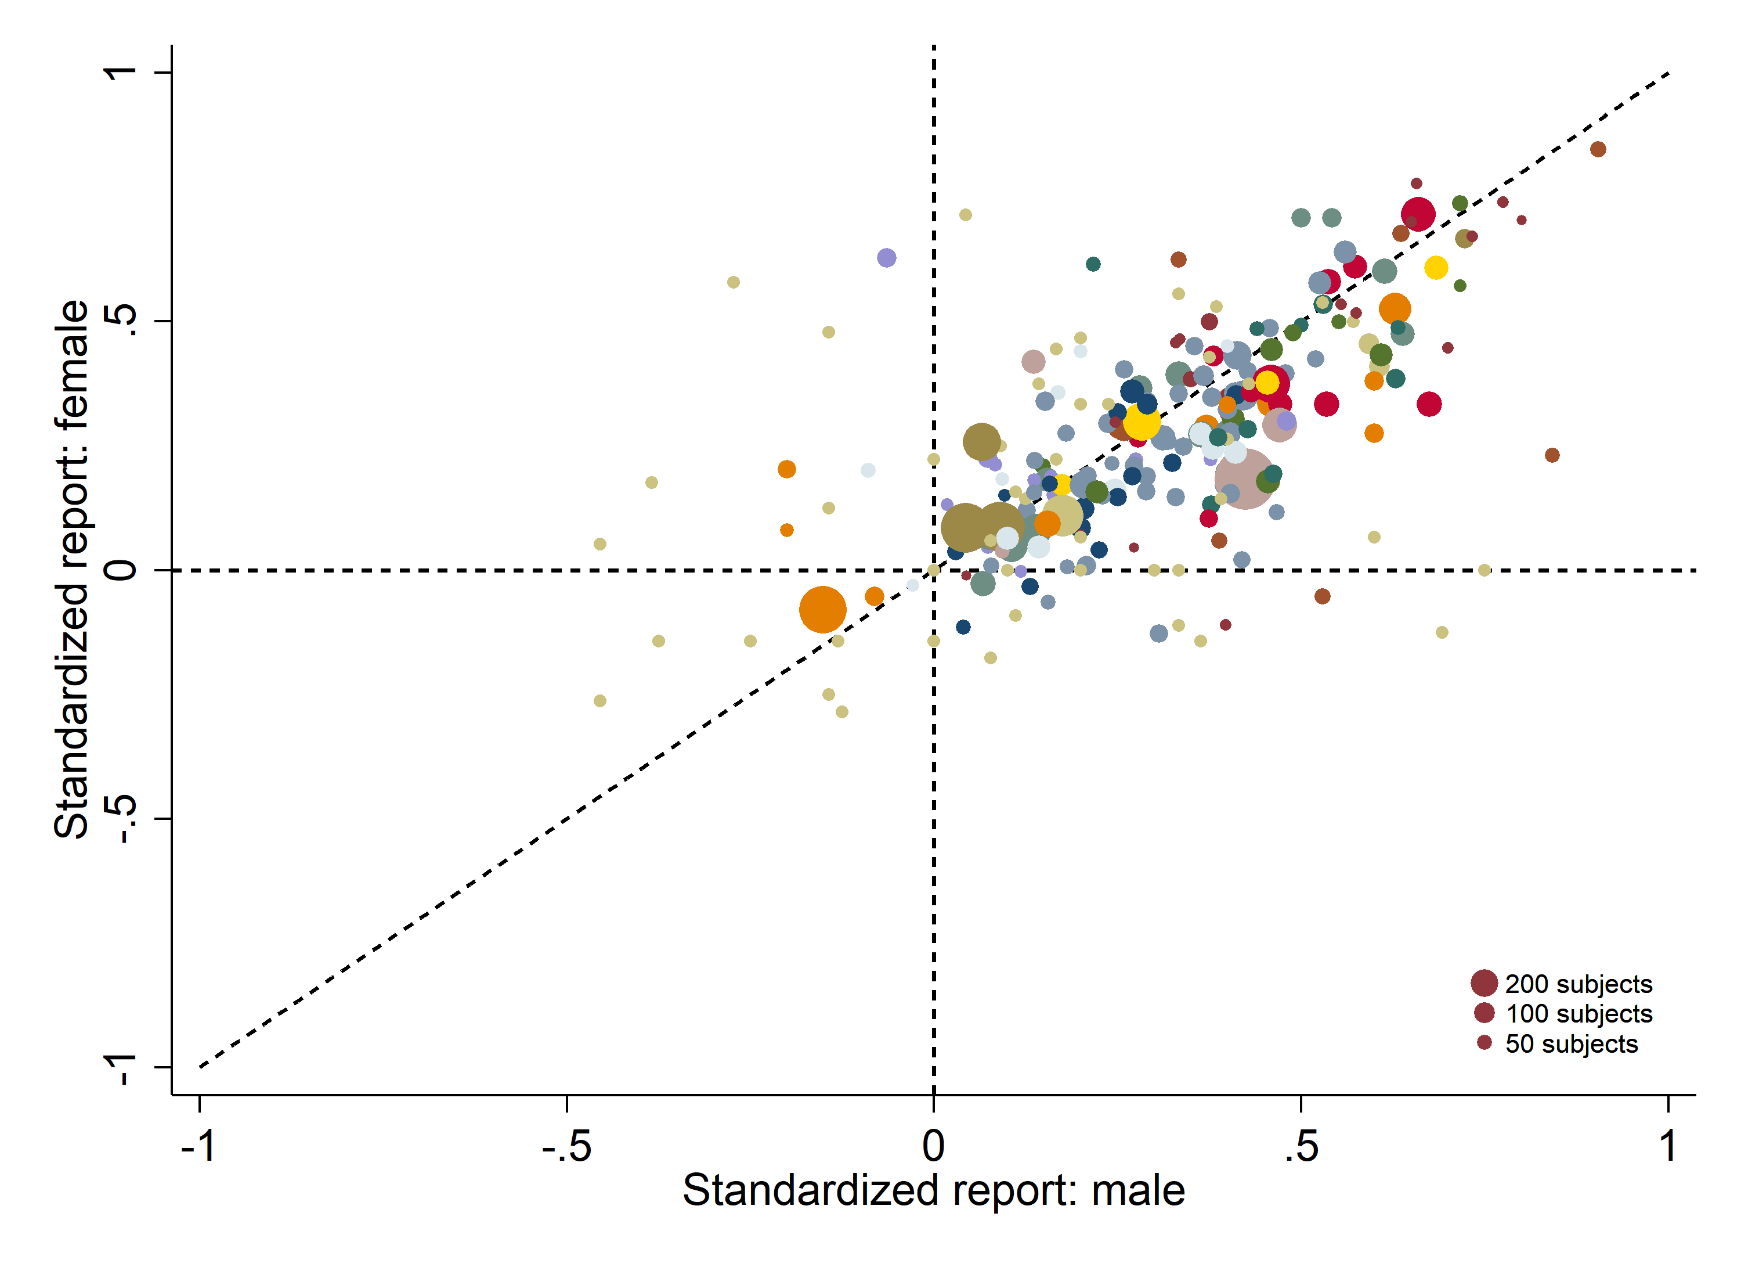 Standardized report: female
1
.5
0
-.5
-1
200 subjects
100 subjects
50 subjects
-1
-.5
0
.5
1
Standardized report: male